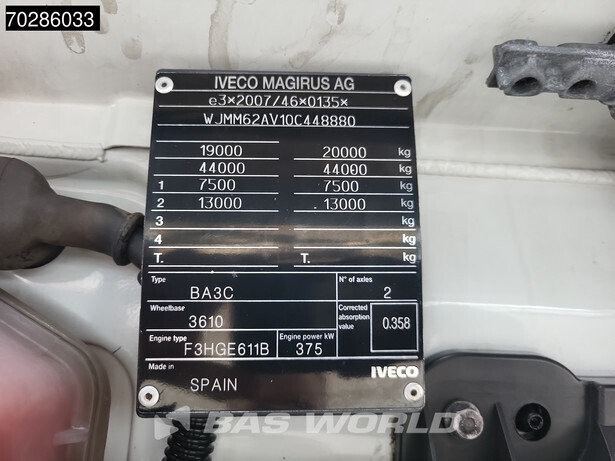 70286033
IVECO MAGIRUS AG
e3*2007/46*0135*
WJMM62AV10C448880
19000 20000 kg
44000 44000 kg
1 7500 7500 kg
2 13000 13000 kg
3 kg
4 kg
T. T. kg
Type BA3C N° of axles 2
Wheelbase 3610 Corrected absorption value 0.358
Engine type F3HGE611B Engine power kW 375
Made in SPAIN IVECO
BAS WORLD